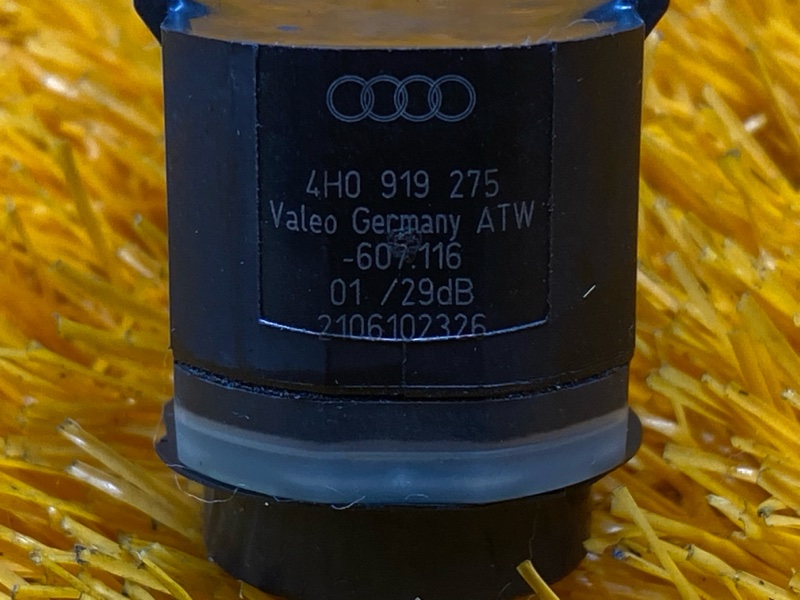 4H0 919 275
Valeo Germany ATW
-607.116
01 /29dB
2106102326